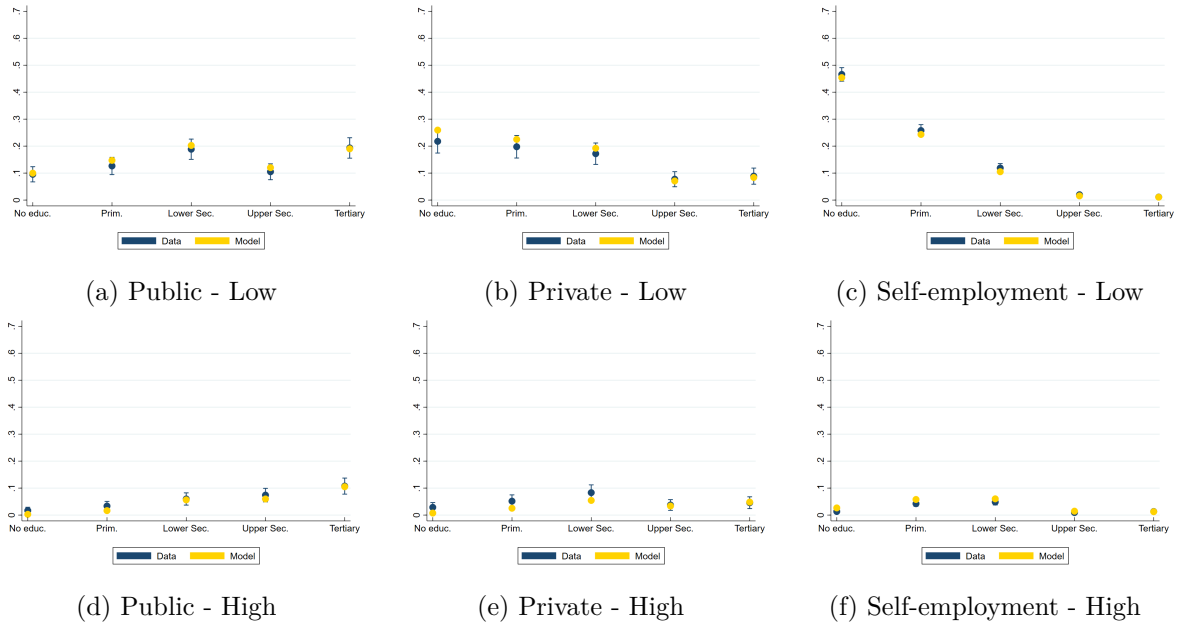 .7
.6
.5
.4
.3
.2
.1
0
No educ. Prim. Lower Sec. Upper Sec. Tertiary
Data Model
(a) Public - Low
.7
.6
.5
.4
.3
.2
.1
0
No educ. Prim. Lower Sec. Upper Sec. Tertiary
Data Model
(b) Private - Low
.7
.6
.5
.4
.3
.2
.1
0
No educ. Prim. Lower Sec. Upper Sec. Tertiary
Data Model
(c) Self-employment - Low
.7
.6
.5
.4
.3
.2
.1
0
No educ. Prim. Lower Sec. Upper Sec. Tertiary
Data Model
(d) Public - High
.7
.6
.5
.4
.3
.2
.1
0
No educ. Prim. Lower Sec. Upper Sec. Tertiary
Data Model
(e) Private - High
.7
.6
.5
.4
.3
.2
.1
0
No educ. Prim. Lower Sec. Upper Sec. Tertiary
Data Model
(f) Self-employment - High